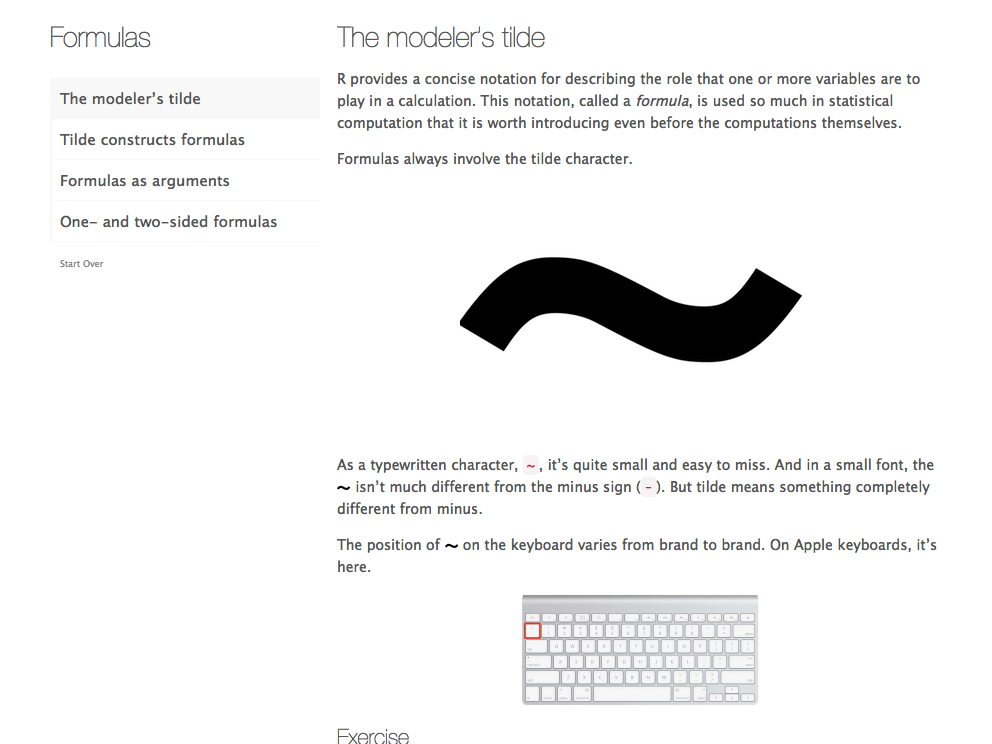 Formulas
The modeler's tilde
Tilde constructs formulas
Formulas as arguments
One- and two-sided formulas
Start Over
The modeler's tilde
R provides a concise notation for describing the role that one or more variables are to
play in a calculation. This notation, called a formula, is used so much in statistical
computation that it is worth introducing even before the computations themselves.
Formulas always involve the tilde character.
~
As a typewritten character, ~, it's quite small and easy to miss. And in a small font, the
~ isn't much different from the minus sign (-). But tilde means something completely
different from minus.
The position of ~ on the keyboard varies from brand to brand. On Apple keyboards, it's
here.
Exercise